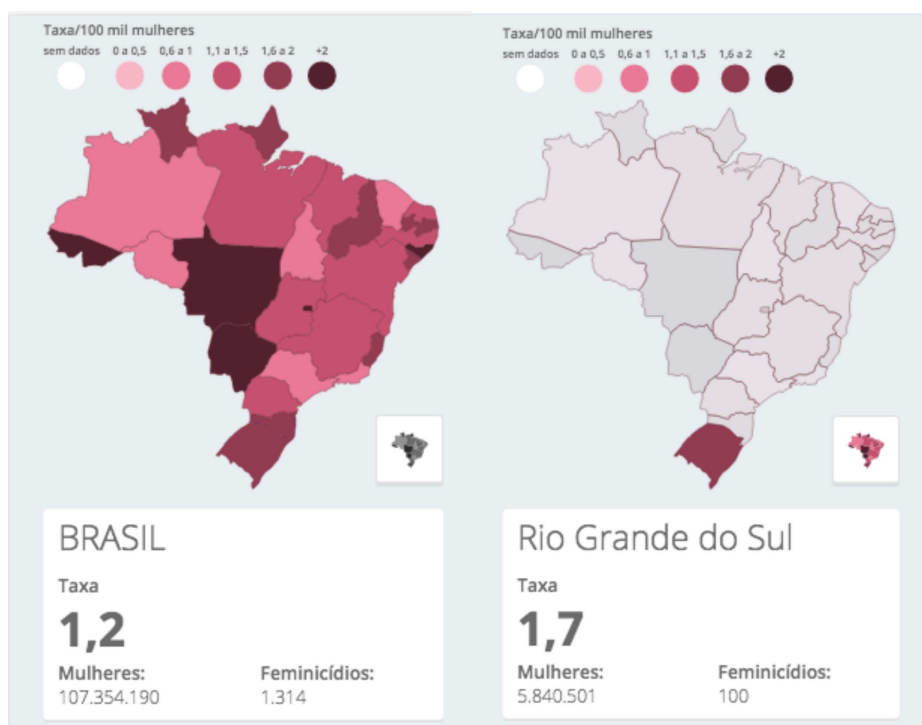 Taxa/100 mil mulheres
sem dados 0 a 0,5 0,6 a 1 1,1 a 1,5 1,6 a 2 +2
BRASIL
Taxa
1,2
Mulheres: Feminicídios:
107.354.190 1.314
Taxa/100 mil mulheres
sem dados 0 a 0,5 0,6 a 1 1,1 a 1,5 1,6 a 2 +2
Rio Grande do Sul
Taxa
1,7
Mulheres: Feminicídios:
5.840.501 100